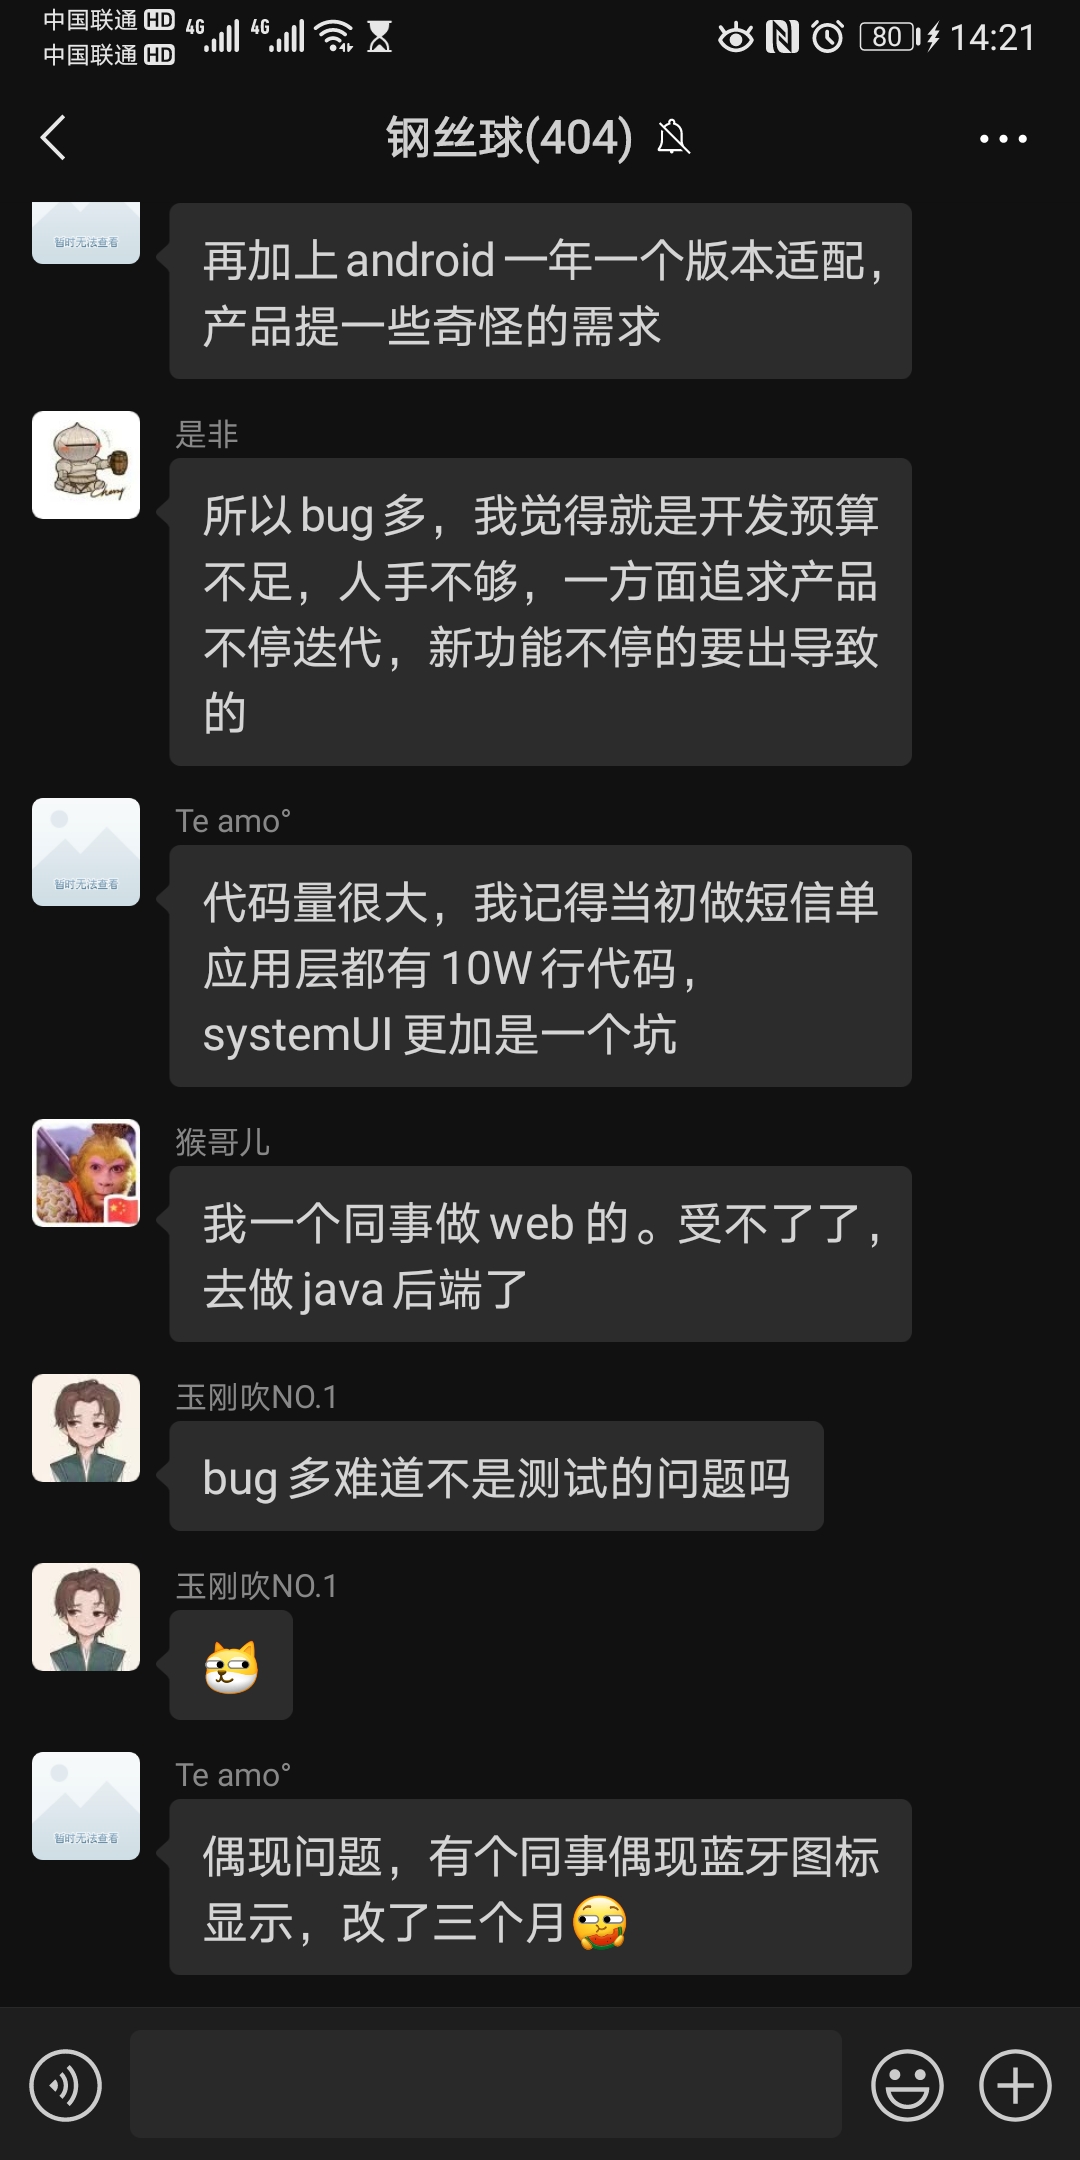 中国联通 HD 4G 4G 80 14:21
中国联通 HD
钢丝球(404)
暂时无法查看
再加上android一年一个版本适配，
产品提一些奇怪的需求
Cheny
是非
所以bug多，我觉得就是开发预算
不足，人手不够，一方面追求产品
不停迭代，新功能不停的要出导致
的
Te amo°
暂时无法查看
代码量很大，我记得当初做短信单
应用层都有10W行代码，
systemUI更加是一个坑
猴哥儿
我一个同事做web的。受不了了，
去做java后端了
玉刚吹NO.1
bug多难道不是测试的问题吗
玉刚吹NO.1
Te amo°
暂时无法查看
偶现问题，有个同事偶现蓝牙图标
显示，改了三个月